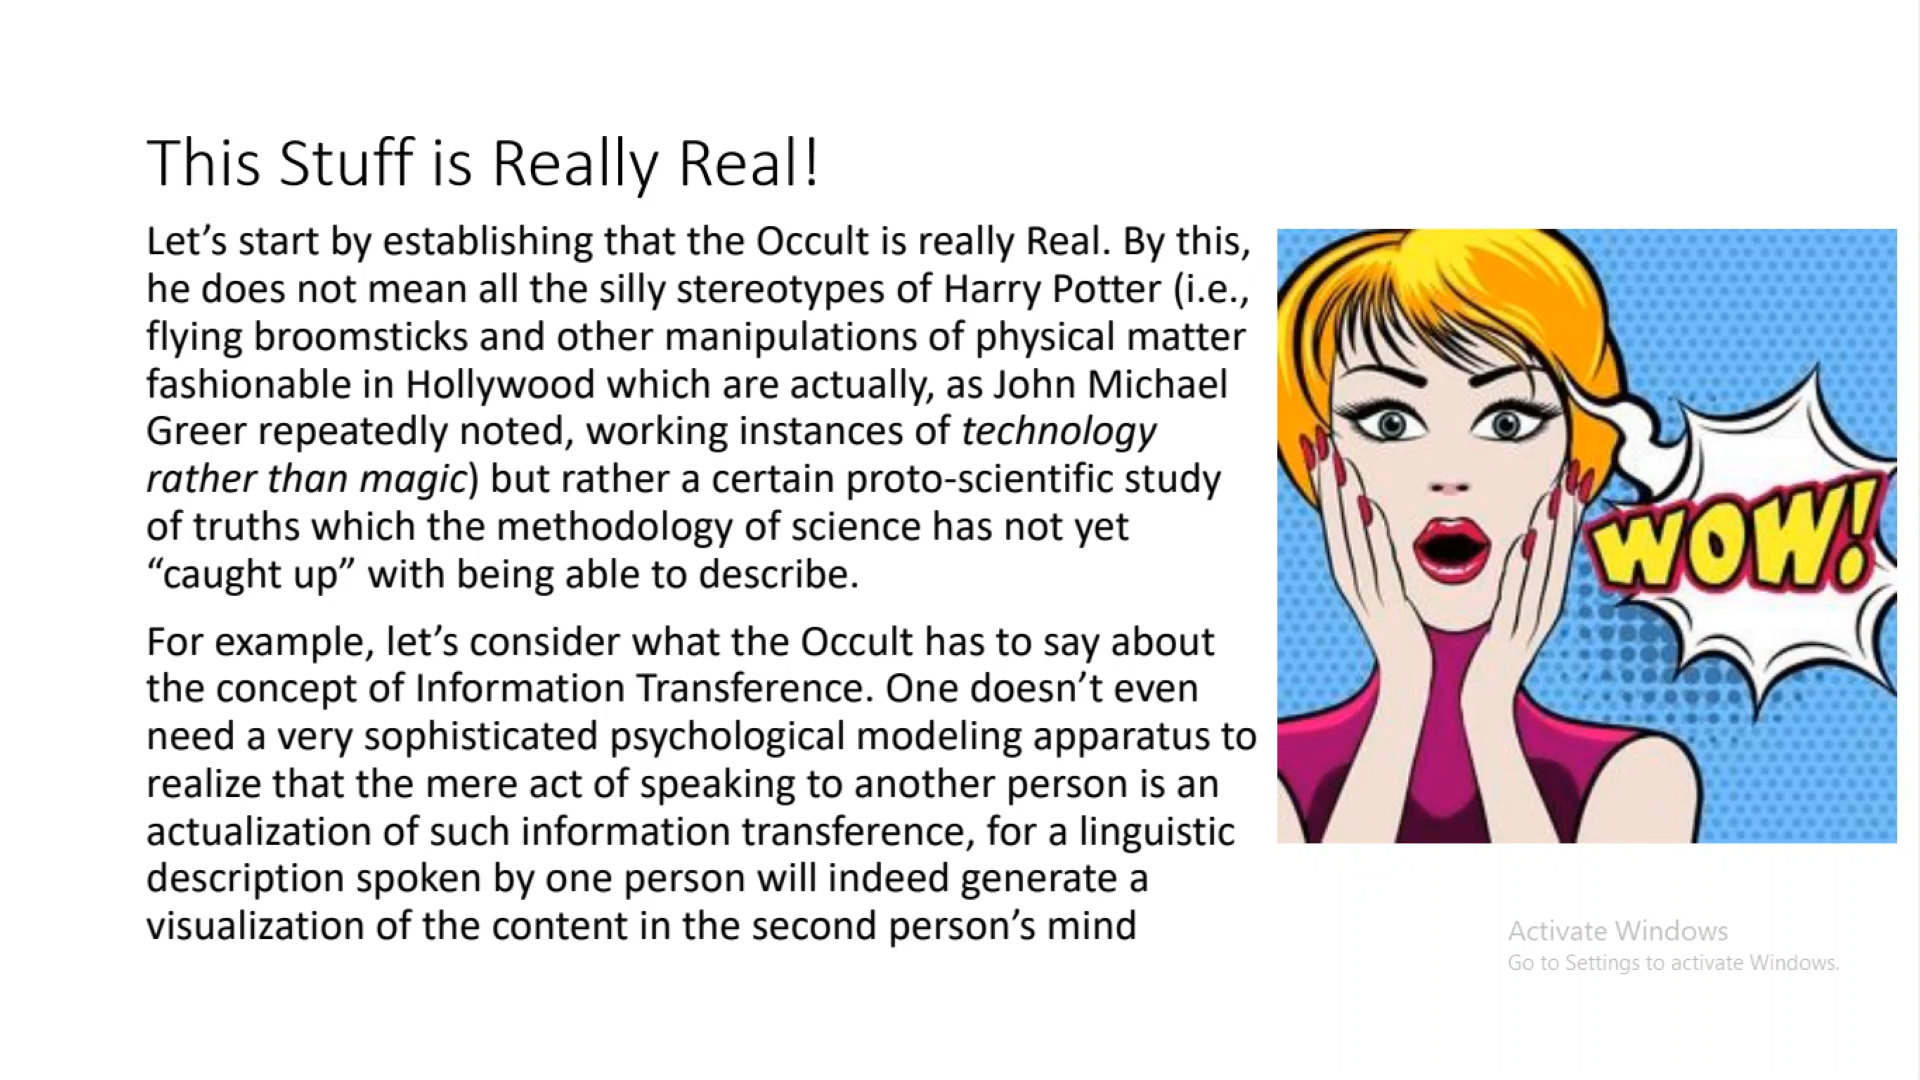 This Stuff is Really Real!
Let’s start by establishing that the Occult is really Real. By this,
he does not mean all the silly stereotypes of Harry Potter (i.e.,
flying broomsticks and other manipulations of physical matter
fashionable in Hollywood which are actually, as John Michael
Greer repeatedly noted, working instances of technology
rather than magic) but rather a certain proto-scientific study
of truths which the methodology of science has not yet
“caught up” with being able to describe.
For example, let’s consider what the Occult has to say about
the concept of Information Transference. One doesn’t even
need a very sophisticated psychological modeling apparatus to
realize that the mere act of speaking to another person is an
actualization of such information transference, for a linguistic
description spoken by one person will indeed generate a
visualization of the content in the second person’s mind
WOW!
Activate Windows
Go to Settings to activate Windows.